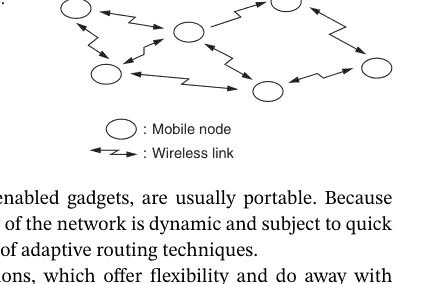 : Mobile node
: Wireless link
enabled gadgets, are usually portable. Because
of the network is dynamic and subject to quick
of adaptive routing techniques.
ons, which offer flexibility and do away with